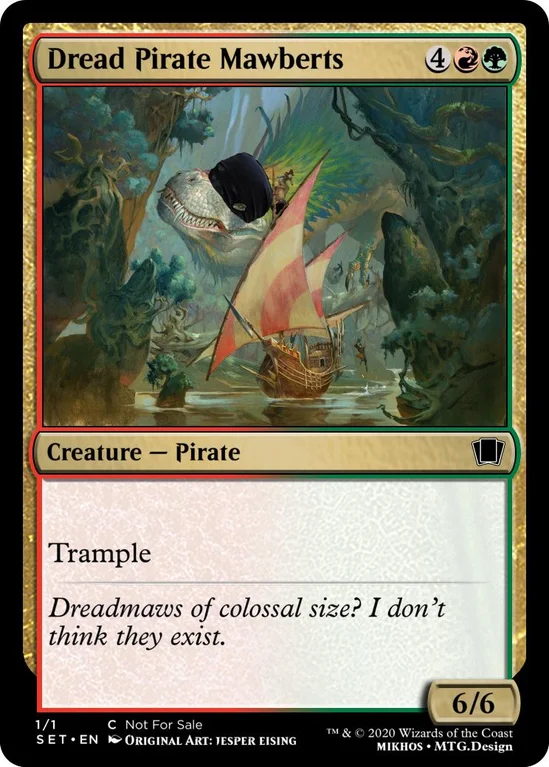 Dread Pirate Mawberts 4
Creature — Pirate
Trample
Dreadmaws of colossal size? I don't
think they exist.
6/6
1/1 C Not For Sale
SET • EN Original Art: Jesper Eising
™ & © 2020 Wizards of the Coast
MIKHOS • MTG.Design